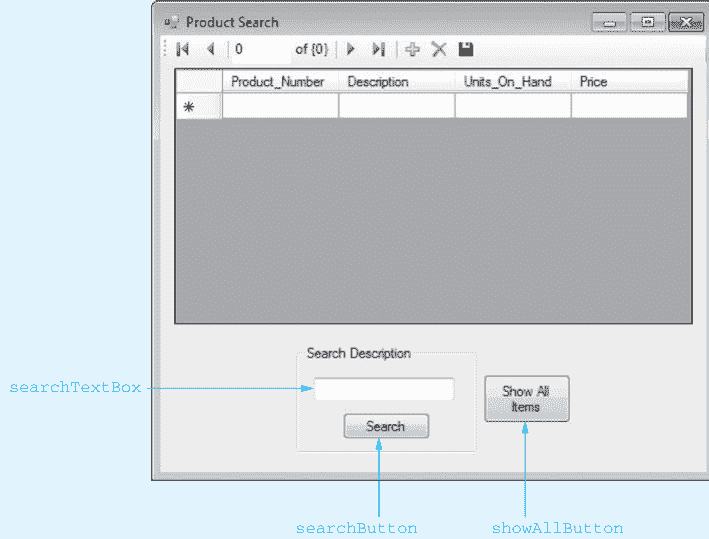 Product Search
0 of {0}
Product_Number Description Units_On_Hand Price
Search Description
searchTextBox
Show All
Items
Search
searchButton showAllButton